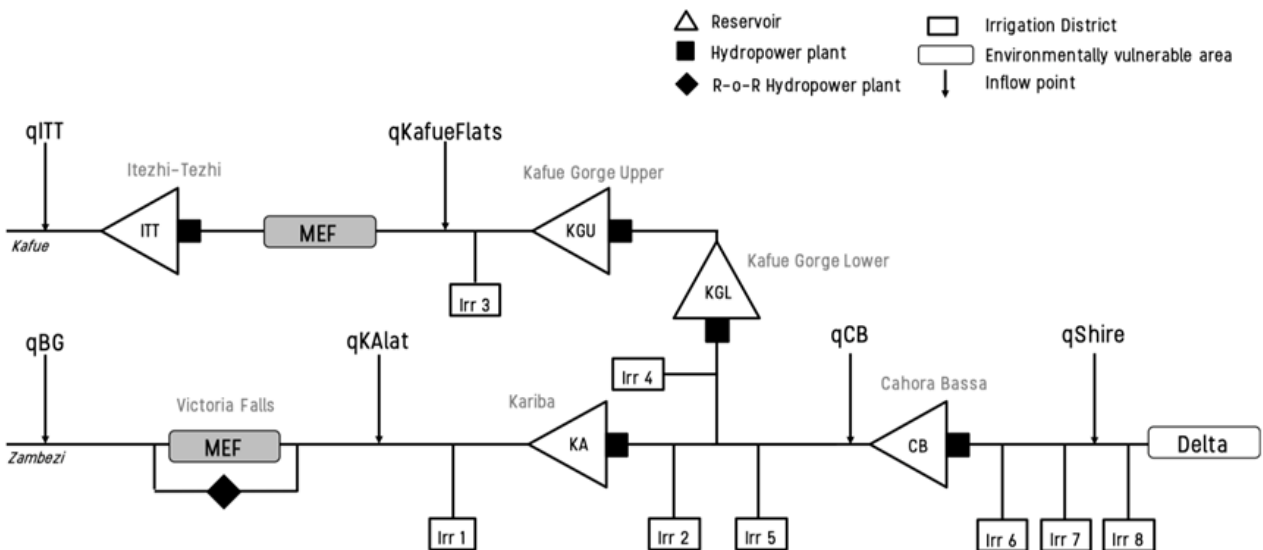 Reservoir
Irrigation District
Hydropower plant
Environmentally vulnerable area
R-o-R Hydropower plant
Inflow point
qITT
qKafueFlats
Itezhi-Tezhi
Kafue Gorge Upper
ITT
MEF
KGU
Kafue
Kafue Gorge Lower
KGL
Irr 3
qBG
qKAlat
qCB
qShire
Irr 4
Victoria Falls
Kariba
Cahora Bassa
MEF
KA
CB
Delta
Zambezi
Irr 1
Irr 2
Irr 5
Irr 6
Irr 7
Irr 8